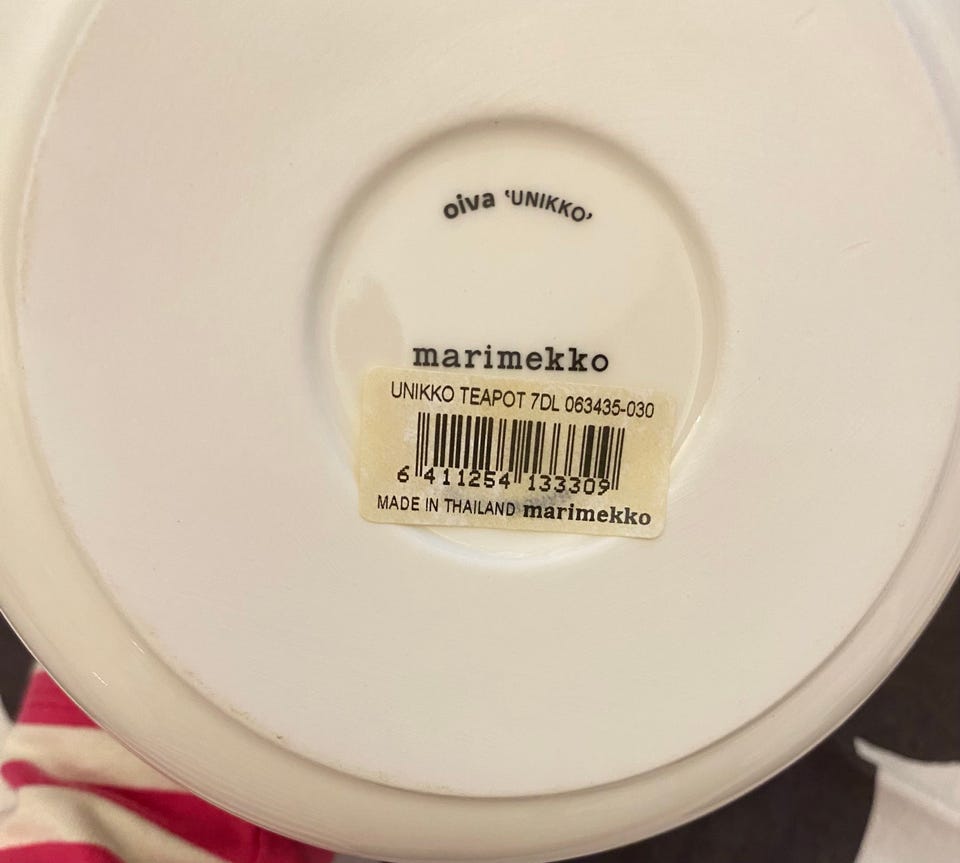 oiva 'UNIKKO'
marimekko
UNIKKO TEAPOT 7DL 063435-030
6 411254 133309
MADE IN THAILAND marimekko